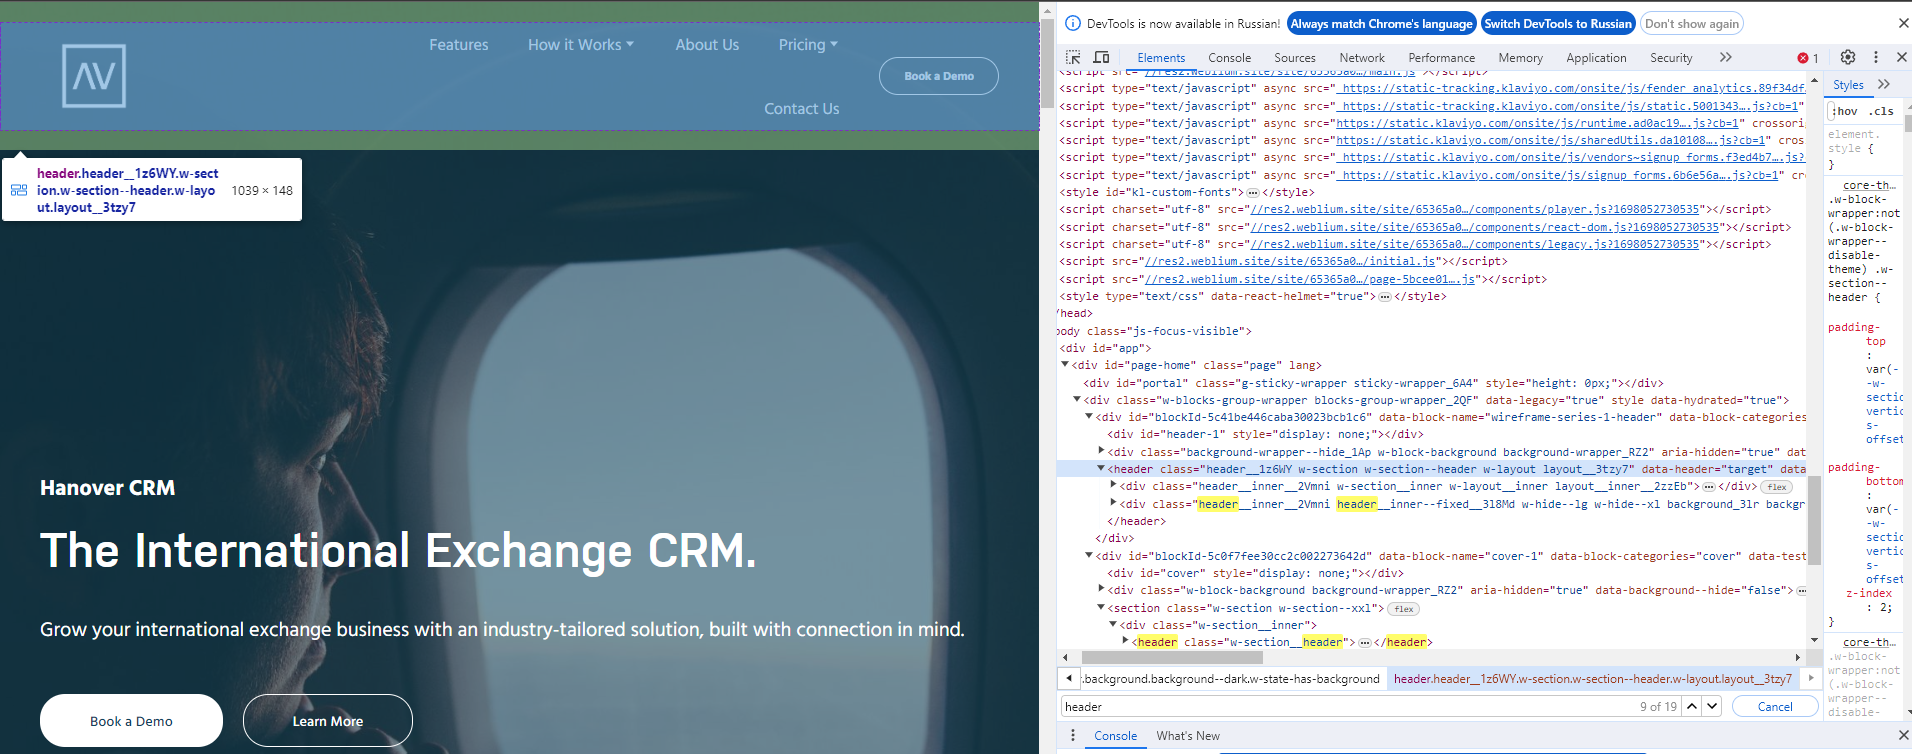 Features
How it Works
About Us
Pricing
AV
Book a Demo
Contact Us
header.header__1z6WY.w-sect
ion.w-section--header.w-layo
ut.layout__3tzy7
1039 × 148
Hanover CRM
The International Exchange CRM.
Grow your international exchange business with an industry-tailored solution, built with connection in mind.
Book a Demo
Learn More
DevTools is now available in Russian!
Always match Chrome's language
Switch DevTools to Russian
Don't show again
Elements
Console
Sources
Network
Performance
Memory
Application
Security
1
<script src="//res2.weblium.site/site/65365a0…/main.js"></script>
<script type="text/javascript" async src=" https://static-tracking.klaviyo.com/onsite/js/fender_analytics.89f34df
<script type="text/javascript" async src=" https://static.klaviyo.com/onsite/js/static.5001343….js?cb=1"
<script type="text/javascript" async src="https://static.klaviyo.com/onsite/js/runtime.ad0ac19….js?cb=1" crossori
<script type="text/javascript" async src="https://static.klaviyo.com/onsite/js/sharedUtils.da10108….js?cb=1" cros
<script type="text/javascript" async src=" https://static.klaviyo.com/onsite/js/vendors~signup_forms.f3ed4b7….js?
<script type="text/javascript" async src=" https://static.klaviyo.com/onsite/js/signup_forms.6b6e56a….js?cb=1" cr
<style id="kl-custom-fonts">…</style>
<script charset="utf-8" src="//res2.weblium.site/site/65365a0…/components/player.js?1698052730535"></script>
<script charset="utf-8" src="//res2.weblium.site/site/65365a0…/components/react-dom.js?1698052730535"></script>
<script charset="utf-8" src="//res2.weblium.site/site/65365a0…/components/legacy.js?1698052730535"></script>
<script src="//res2.weblium.site/site/65365a0…/initial.js"></script>
<script src="//res2.weblium.site/site/65365a0…/page-5bcee01….js"></script>
<style type="text/css" data-react-helmet="true">…</style>
/head>
body class="js-focus-visible">
<div id="app">
<div id="page-home" class="page" lang>
<div id="portal" class="g-sticky-wrapper sticky-wrapper_6A4" style="height: 0px;"></div>
<div class="w-blocks-group-wrapper blocks-group-wrapper_2QF" data-legacy="true" style data-hydrated="true">
<div id="blockId-5c41be446caba30023bcb1c6" data-block-name="wireframe-series-1-header" data-block-categories
<div id="header-1" style="display: none;"></div>
<div class="background-wrapper--hide_1Ap w-block-background background-wrapper_RZ2" aria-hidden="true" dat
<header class="header__1z6WY w-section w-section--header w-layout layout__3tzy7" data-header="target" data
<div class="header__inner__2Vmni w-section__inner w-layout__inner layout__inner__2zzEb">…</div> flex
<div class="header__inner__2Vmni header__inner--fixed__3l8Md w-hide--lg w-hide--xl background_3lr backgr
</header>
</div>
<div id="blockId-5c0f7fee30cc2c002273642d" data-block-name="cover-1" data-block-categories="cover" data-test
<div id="cover" style="display: none;"></div>
<div class="w-block-background background-wrapper_RZ2" aria-hidden="true" data-background--hide="false">…
<section class="w-section w-section--xxl"> flex
<div class="w-section__inner">
<header class="w-section__header">…</header>
.background.background--dark.w-state-has-background
header.header__1z6WY.w-section.w-section--header.w-layout.layout__3tzy7
header
9 of 19
Cancel
Console
What's New
Styles
:hov .cls
element.
style {
}
core-th…
.w-block-
wrapper:not
(.w-block-
wrapper--
disable-
theme) .w-
section--
header {
padding-
top
:
var(-
-w-
sectio
vertic
s-
offset
padding-
bottom
:
var(-
-w-
sectio
vertic
s-
offset
z-index
: 2;
}
core-th…
.w-block-
wrapper:not
(.w-block-
wrapper--
disable-